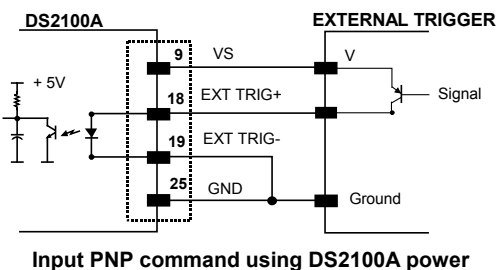 DS2100A
EXTERNAL TRIGGER
9 VS V
+ 5V
18 EXT TRIG+ Signal
19 EXT TRIG-
25 GND Ground
Input PNP command using DS2100A power